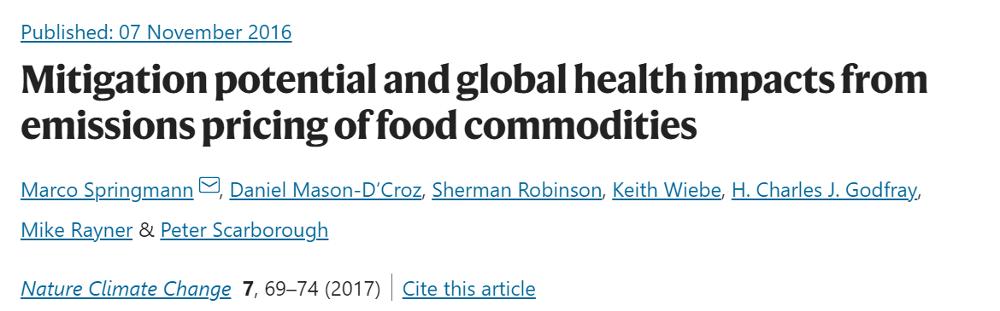 Published: 07 November 2016
Mitigation potential and global health impacts from
emissions pricing of food commodities
Marco Springmann, Daniel Mason-D’Croz, Sherman Robinson, Keith Wiebe, H. Charles J. Godfray,
Mike Rayner & Peter Scarborough
Nature Climate Change 7, 69–74 (2017) Cite this article